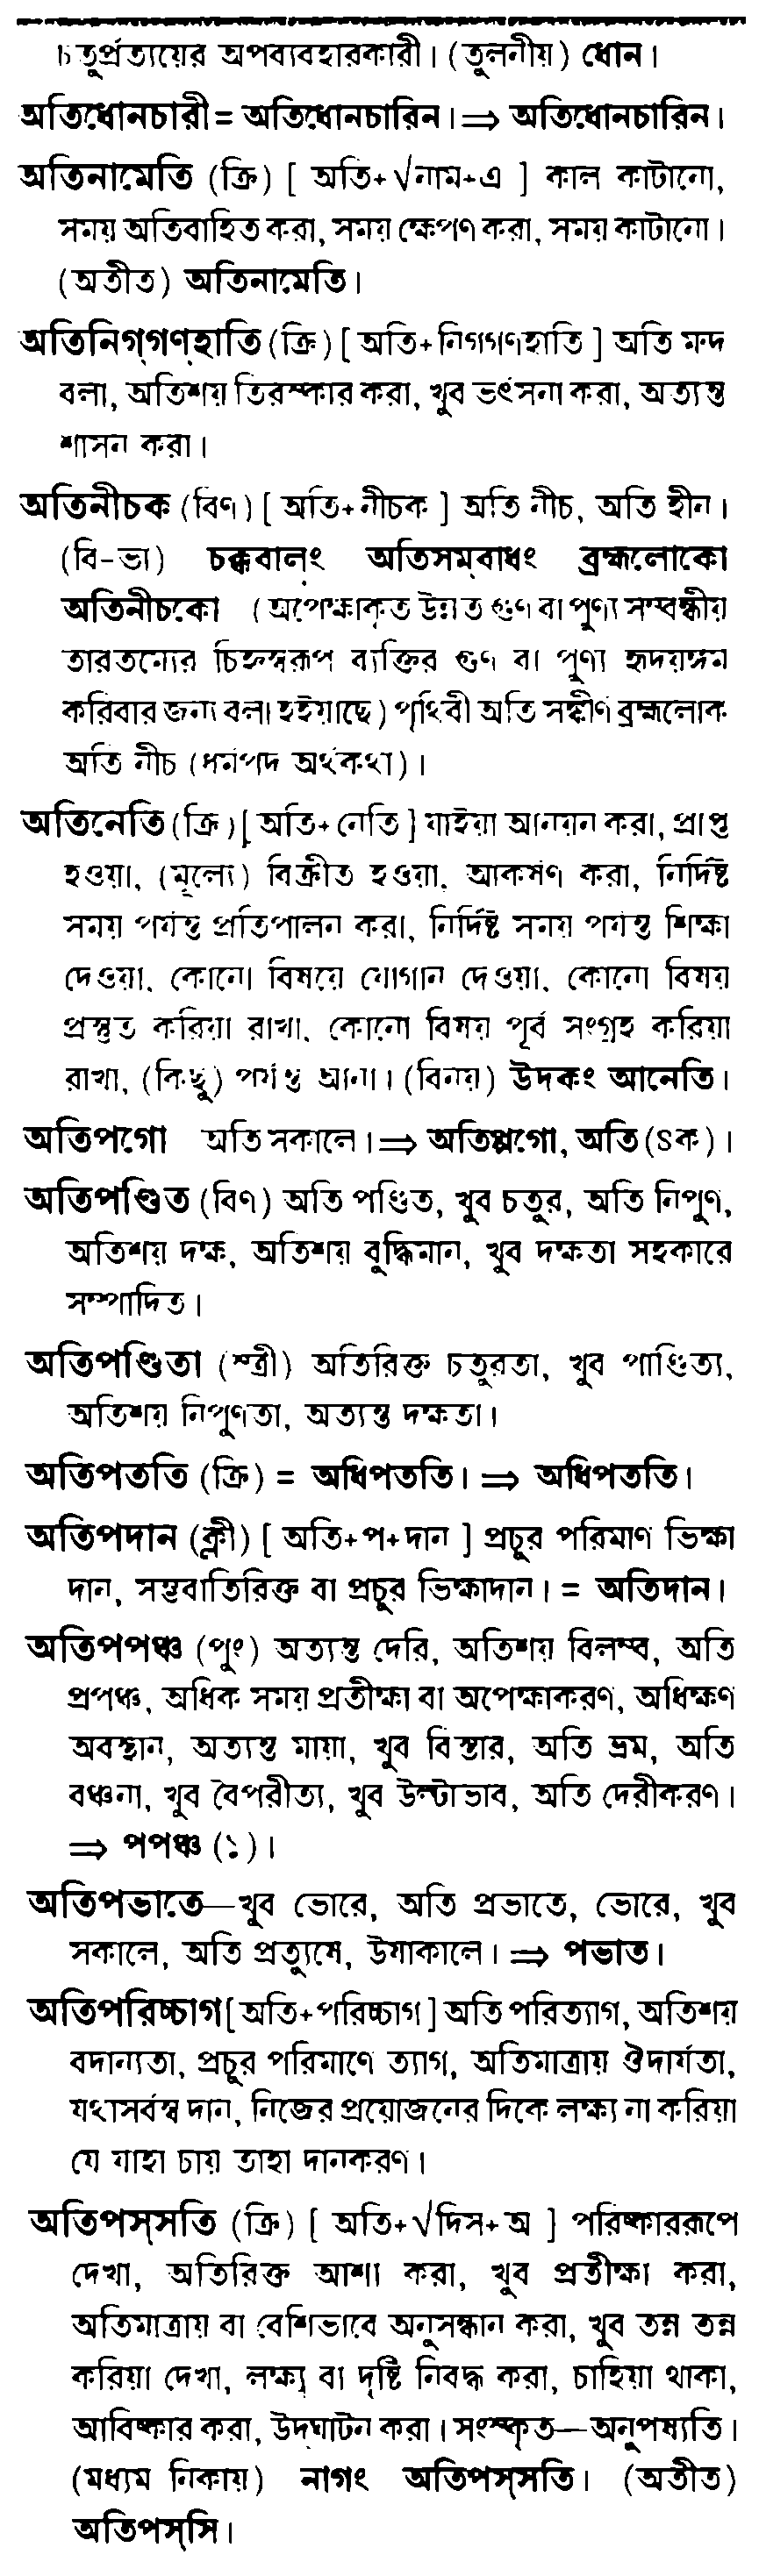 চতুর্প্রত্যয়ের অপব্যবহারকারী। (তুলনীয়) ধোন।
অতিধোনচারী = অতিধোনচারিন।⇒ অতিধোনচারিন।
অতিনামেতি (ক্রি) [ অতি+√নাম+এ ] কাল কাটানো,
সময় অতিবাহিত করা, সময় ক্ষেপণ করা, সময় কাটানো।
(অতীত) অতিনামেতি।
অতিনিগ্গণ্হাতি (ক্রি) [ অতি+নিগগণহাতি ] অতি মন্দ
বলা, অতিশয় তিরস্কার করা, খুব ভর্ৎসনা করা, অত্যন্ত
শাসন করা।
অতিনীচক (বিণ) [ অতি+নীচক ] অতি নীচ, অতি হীন।
(বি-ভা) চক্কবালং অতিসম্বাধং ব্রহ্মলোকো
অতিনীচকো (অপেক্ষাকৃত উন্নত গুণ বা পুণ্য সম্বন্ধীয়
তারতম্যের চিহ্নস্বরূপ ব্যক্তির গুণ বা পুণ্য হৃদয়ঙ্গম
করিবার জন্য বলা হইয়াছে) পৃথিবী অতি সঙ্কীর্ণ ব্রহ্মলোক
অতি নীচ (ধর্মপদ অর্থকথা)।
অতিনেতি (ক্রি) [ অতি+নেতি ] যাইয়া আনয়ন করা, প্রাপ্ত
হওয়া, (মূল্যে) বিক্রীত হওয়া, আকর্ষণ করা, নির্দিষ্ট
সময় পর্যন্ত প্রতিপালন করা, নির্দিষ্ট সময় পর্যন্ত শিক্ষা
দেওয়া, কোনো বিষয়ে যোগান দেওয়া, কোনো বিষয়
প্রস্তুত করিয়া রাখা, কোনো বিষয় পূর্ব সংগ্রহ করিয়া
রাখা, (কিছু) পর্যন্ত আনা। (বিনয়) উদকং আনেতি।
অতিপগো অতি সকালে।⇒ অতিপ্পগো, অতি (Sক)।
অতিপণ্ডিত (বিণ) অতি পণ্ডিত, খুব চতুর, অতি নিপুণ,
অতিশয় দক্ষ, অতিশয় বুদ্ধিমান, খুব দক্ষতা সহকারে
সম্পাদিত।
অতিপণ্ডিতা (স্ত্রী) অতিরিক্ত চতুরতা, খুব পাণ্ডিত্য,
অতিশয় নিপুণতা, অত্যন্ত দক্ষতা।
অতিপততি (ক্রি) = অধিপততি। ⇒ অধিপততি।
অতিপদান (ক্লী) [ অতি+প+দান ] প্রচুর পরিমাণ ভিক্ষা
দান, সম্ভবাতিরিক্ত বা প্রচুর ভিক্ষাদান। = অতিদান।
অতিপপঞ্চ (পুং) অত্যন্ত দেরি, অতিশয় বিলম্ব, অতি
প্রপঞ্চ, অধিক সময় প্রতীক্ষা বা অপেক্ষাকরণ, অধিক্ষণ
অবস্থান, অত্যন্ত মায়া, খুব বিস্তার, অতি ভ্রম, অতি
বঞ্চনা, খুব বৈপরীত্য, খুব উল্টাভাব, অতি দেরীকরণ।
⇒ পপঞ্চ (১)।
অতিপভাতে—খুব ভোরে, অতি প্রভাতে, ভোরে, খুব
সকালে, অতি প্রত্যুষে, উষাকালে। ⇒ পভাত।
অতিপরিচ্চাগ [ অতি+পরিচ্চাগ ] অতি পরিত্যাগ, অতিশয়
বদান্যতা, প্রচুর পরিমাণে ত্যাগ, অতিমাত্রায় ঔদার্যতা,
যথাসর্বস্ব দান, নিজের প্রয়োজনের দিকে লক্ষ্য না করিয়া
যে যাহা চায় তাহা দানকরণ।
অতিপস্সতি (ক্রি) [ অতি+√দিস+অ ] পরিষ্কাররূপে
দেখা, অতিরিক্ত আশা করা, খুব প্রতীক্ষা করা,
অতিমাত্রায় বা বেশিভাবে অনুসন্ধান করা, খুব তন্ন তন্ন
করিয়া দেখা, লক্ষ্য বা দৃষ্টি নিবদ্ধ করা, চাহিয়া থাকা,
আবিষ্কার করা, উদঘাটন করা। সংস্কৃত—অনুপষ্যতি।
(মধ্যম নিকায়) নাগং অতিপস্সতি। (অতীত)
অতিপস্সি।